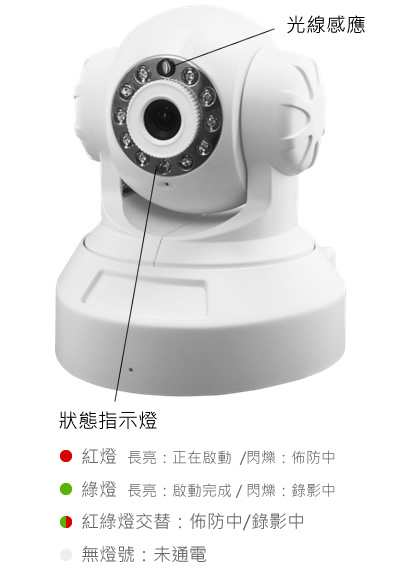 光線感應
狀態指示燈
紅燈 長亮：正在啟動 /閃爍：佈防中
綠燈 長亮：啟動完成 / 閃爍：錄影中
紅綠燈交替：佈防中/錄影中
無燈號：未通電